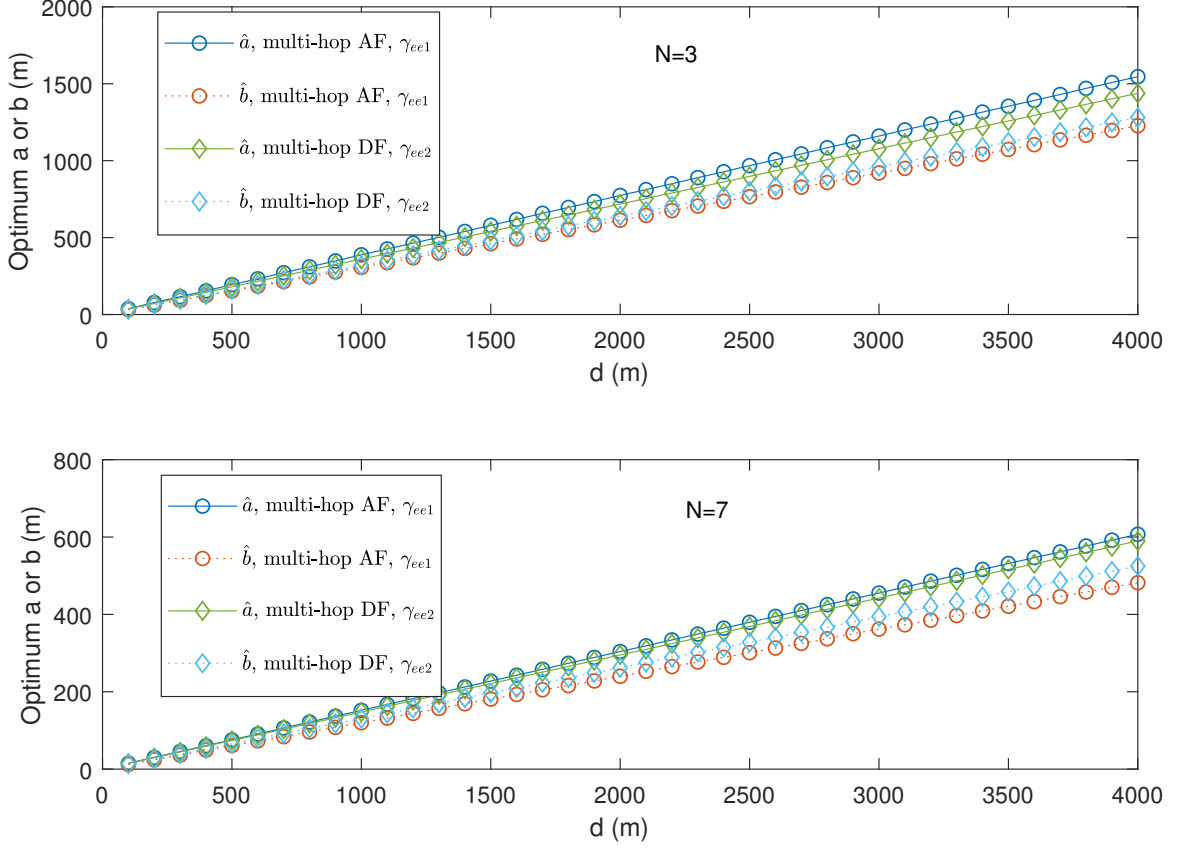 2000
1500
1000
500
0
Optimum a or b (m)
â, multi-hop AF, γee1
b̂, multi-hop AF, γee1
â, multi-hop DF, γee2
b̂, multi-hop DF, γee2
N=3
0 500 1000 1500 2000 2500 3000 3500 4000
d (m)
800
600
400
200
0
Optimum a or b (m)
â, multi-hop AF, γee1
b̂, multi-hop AF, γee1
â, multi-hop DF, γee2
b̂, multi-hop DF, γee2
N=7
0 500 1000 1500 2000 2500 3000 3500 4000
d (m)